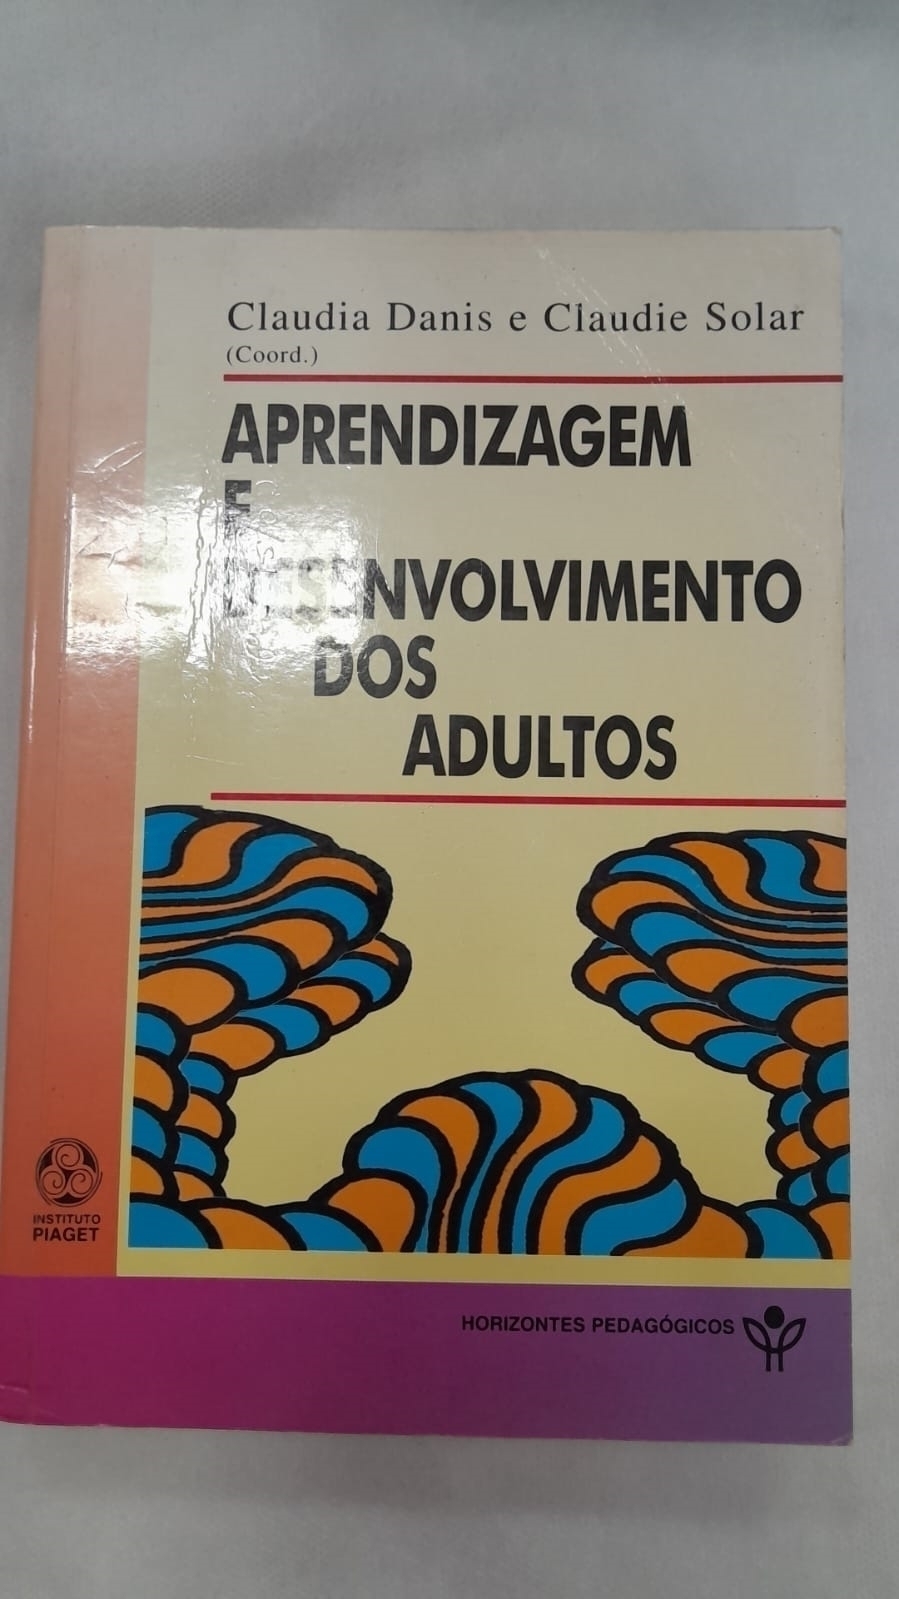 Claudia Danis e Claudie Solar
(Coord.)
APRENDIZAGEM
E
DESENVOLVIMENTO
DOS
ADULTOS
INSTITUTO
PIAGET
HORIZONTES PEDAGÓGICOS